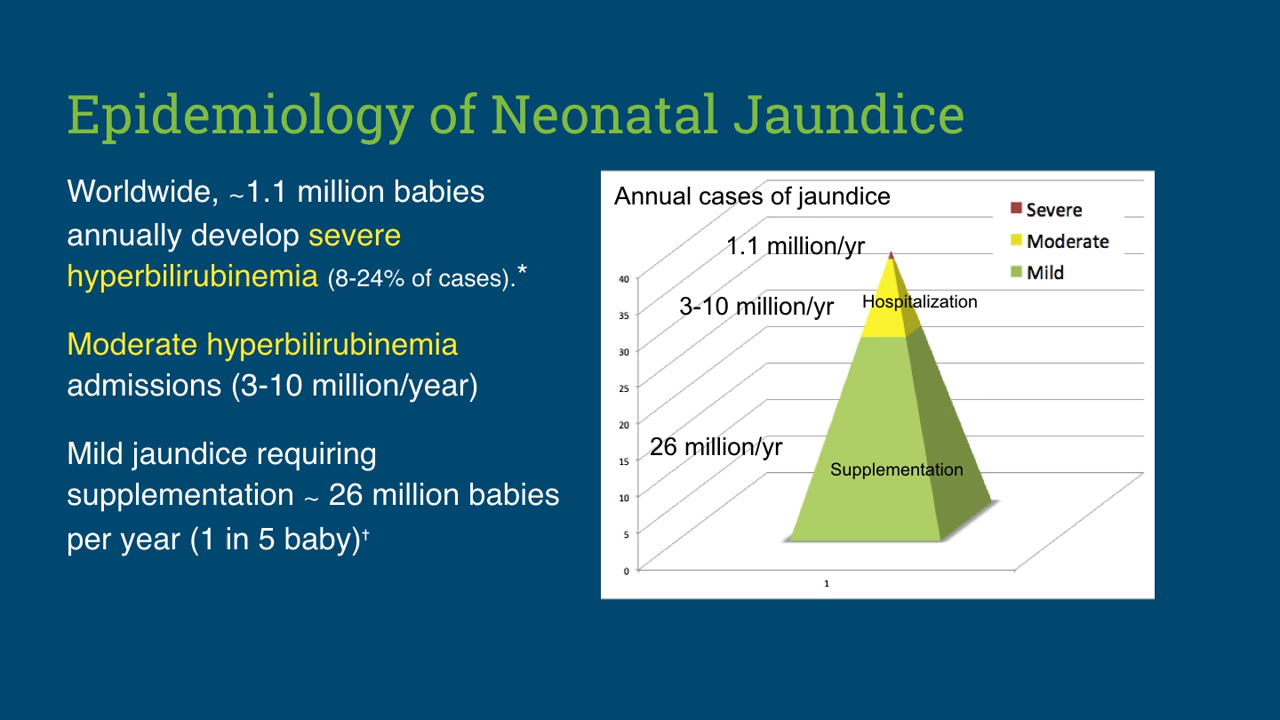 Epidemiology of Neonatal Jaundice
Worldwide, ~1.1 million babies
annually develop severe
hyperbilirubinemia (8-24% of cases).*
Moderate hyperbilirubinemia
admissions (3-10 million/year)
Mild jaundice requiring
supplementation ~ 26 million babies
per year (1 in 5 baby)†
Annual cases of jaundice
Severe
Moderate
Mild
1.1 million/yr
3-10 million/yr
Hospitalization
26 million/yr
Supplementation
40
35
30
25
20
15
10
5
0
1